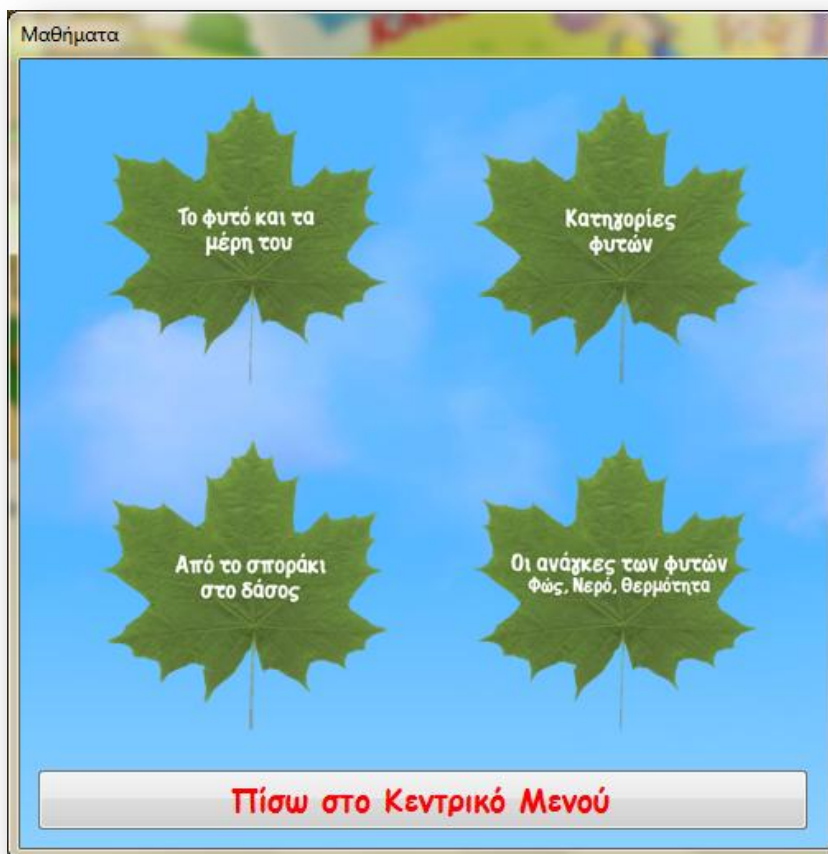 Μαθήματα
Το φυτό και τα
μέρη του
Κατηγορίες
φυτών
Από το σποράκι
στο δάσος
Οι ανάγκες των φυτών
Φώς, Νερό, Θερμότητα
Πίσω στο Κεντρικό Μενού